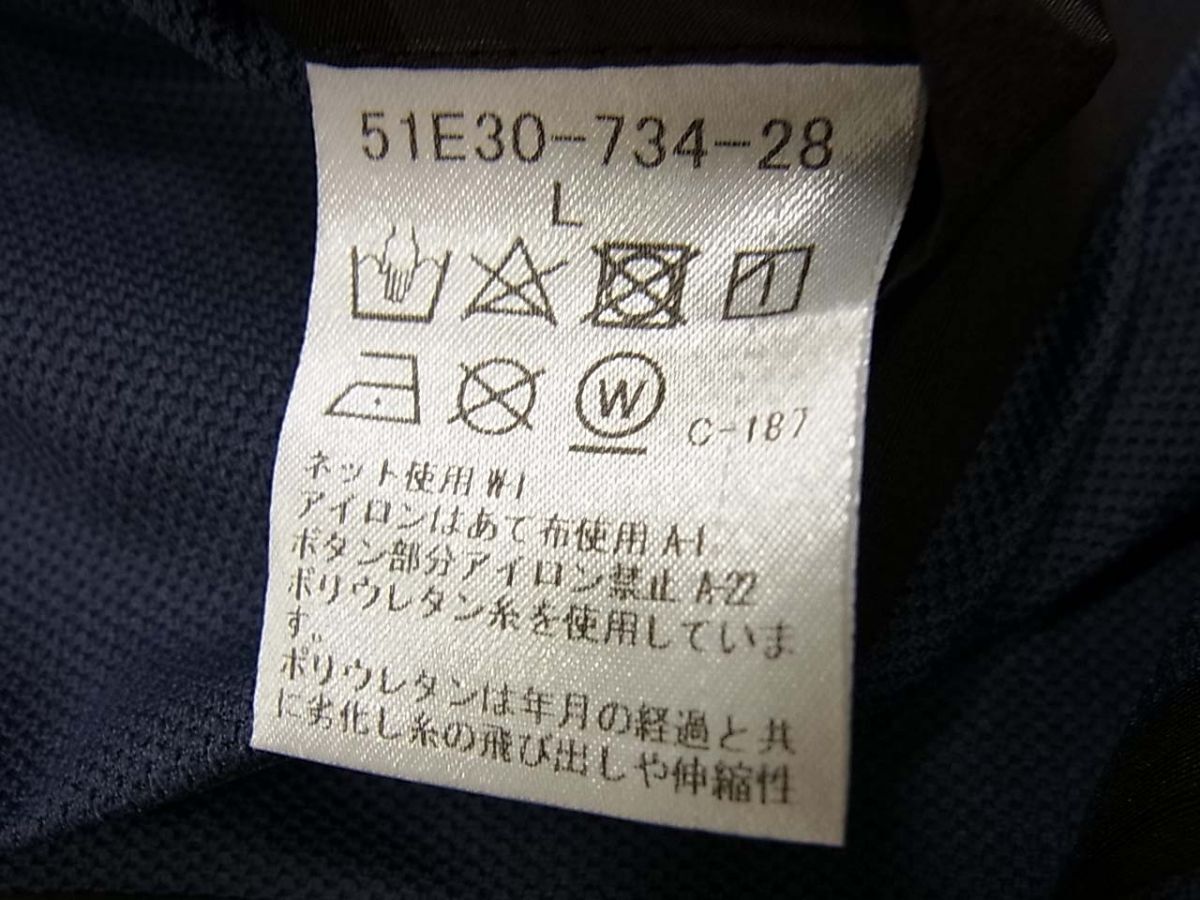 51E30-734-28
L
W C-187
ネット使用 W-1
アイロンはあて布使用 A-1
ボタン部分アイロン禁止 A-22
ポリウレタン糸を使用していま
す。
ポリウレタンは年月の経過と共
に劣化し糸の飛び出しや伸縮性